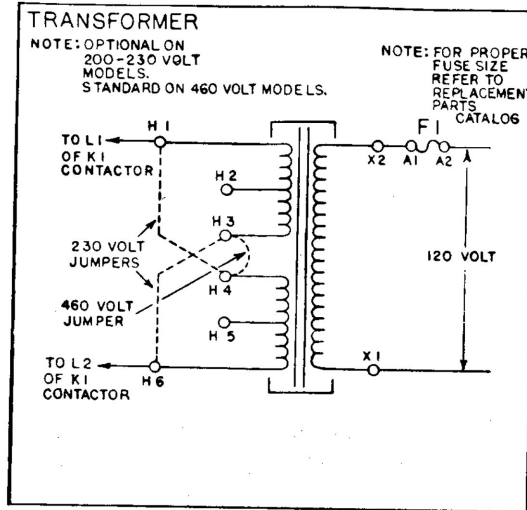 TRANSFORMER
NOTE: OPTIONAL ON
200-230 VOLT
MODELS.
STANDARD ON 460 VOLT MODELS.
NOTE: FOR PROPER
FUSE SIZE
REFER TO
REPLACEMENT
PARTS
CATALOG
F1
TO L1
OF K1
CONTACTOR
H1
H2
H3
H4
H5
H6
X2
A1
A2
230 VOLT
JUMPERS
460 VOLT
JUMPER
120 VOLT
X1
TO L2
OF K1
CONTACTOR